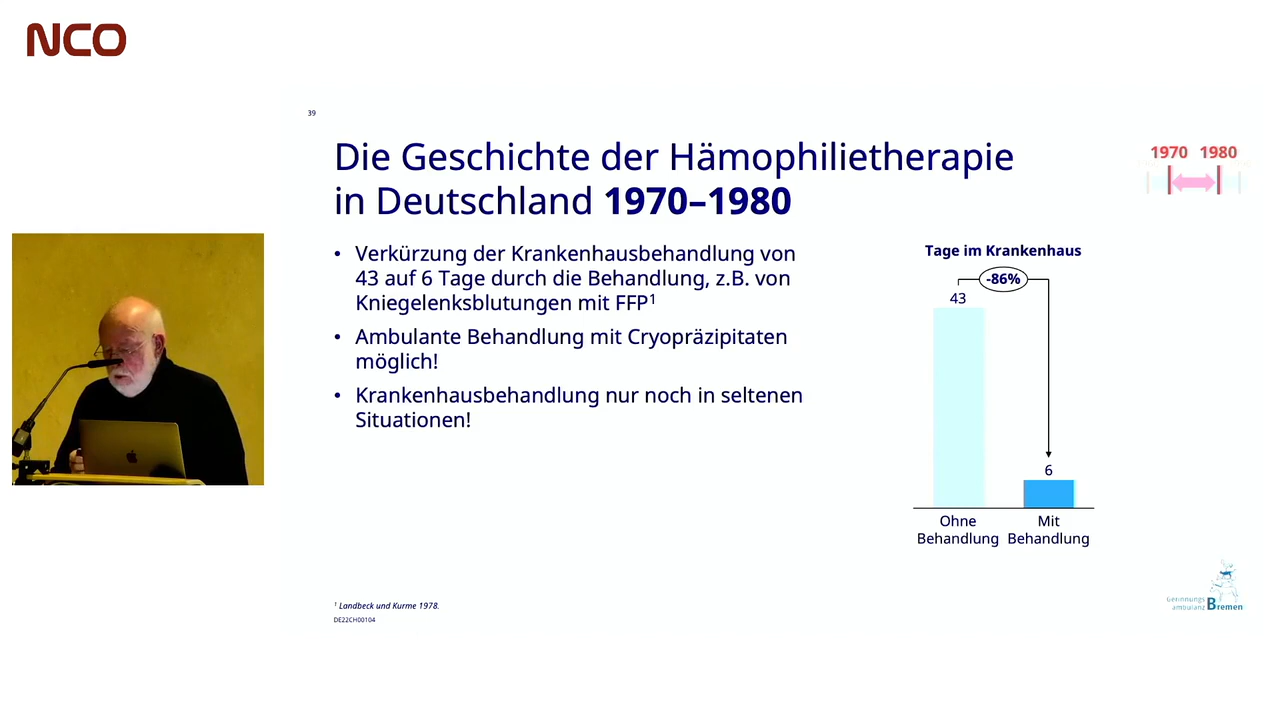 NCO
39
Die Geschichte der Hämophilietherapie
in Deutschland 1970–1980
1970 1980
• Verkürzung der Krankenhausbehandlung von
43 auf 6 Tage durch die Behandlung, z.B. von
Kniegelenksblutungen mit FFP¹
• Ambulante Behandlung mit Cryopräzipitaten
möglich!
• Krankenhausbehandlung nur noch in seltenen
Situationen!
Tage im Krankenhaus
-86%
43
6
Ohne Behandlung
Mit Behandlung
¹ Landbeck und Kurme 1978.
DE22CH00104
Gerinnungs
ambulanz Bremen